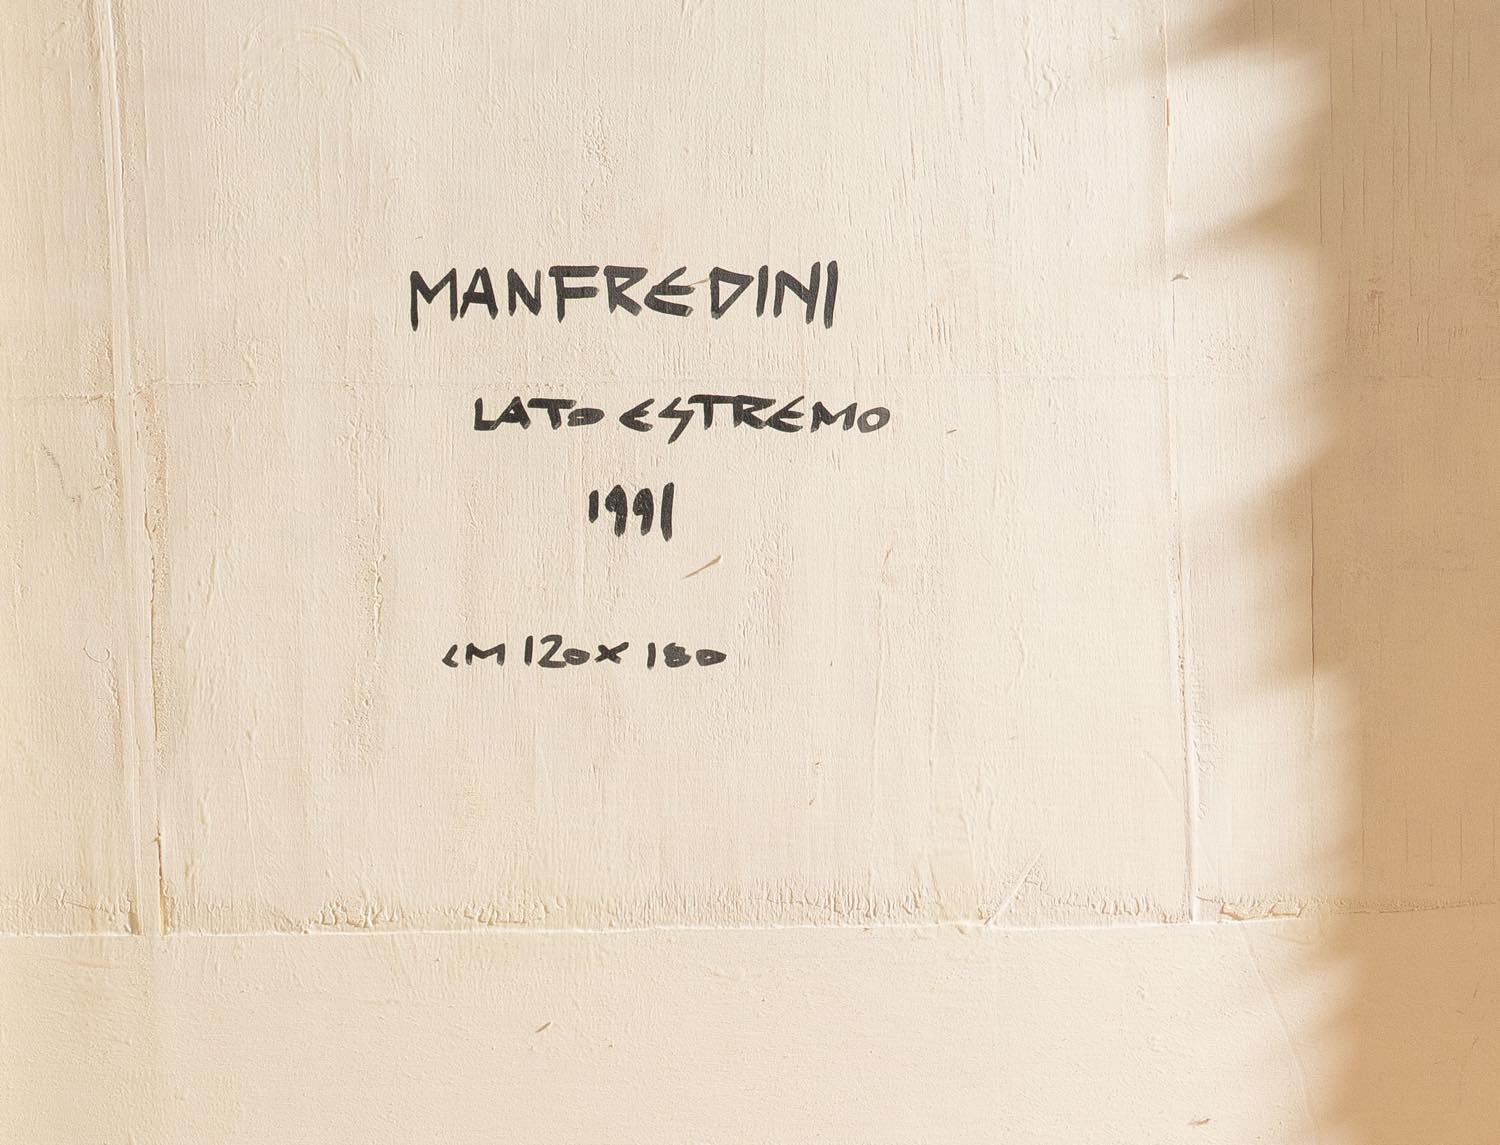 MANFREDINI
LATO ESTREMO
1991
CM 120 X 180